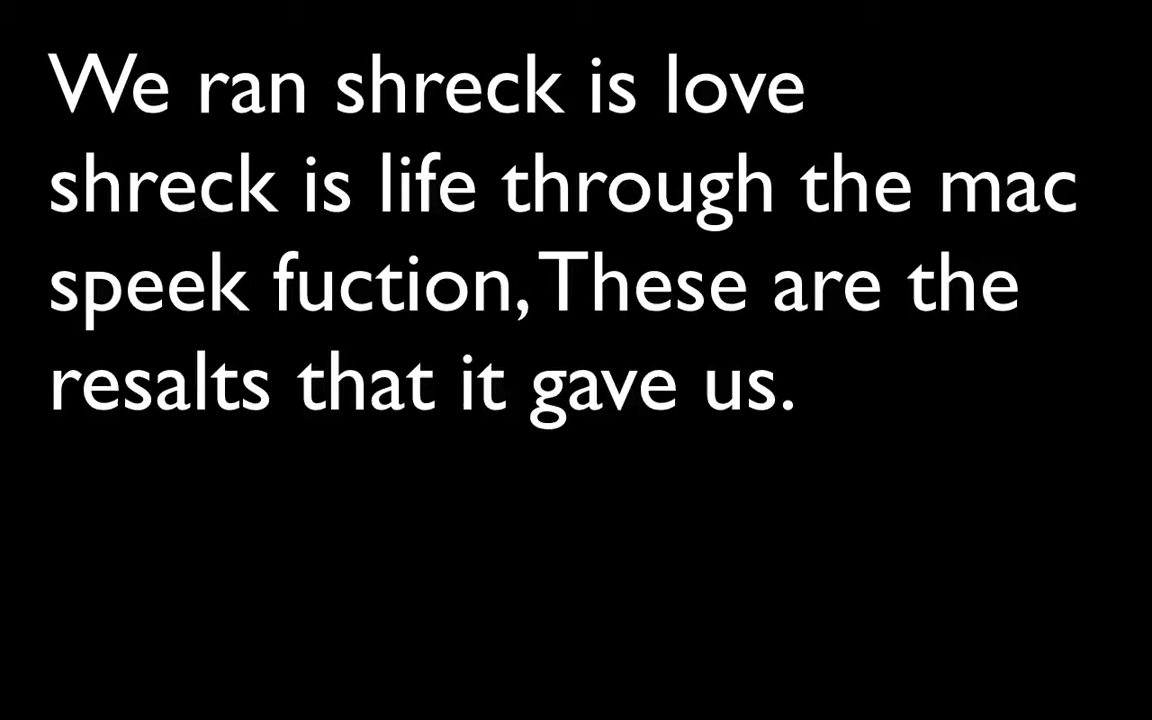 We ran shreck is love
shreck is life through the mac
speek fuction, These are the
resalts that it gave us.